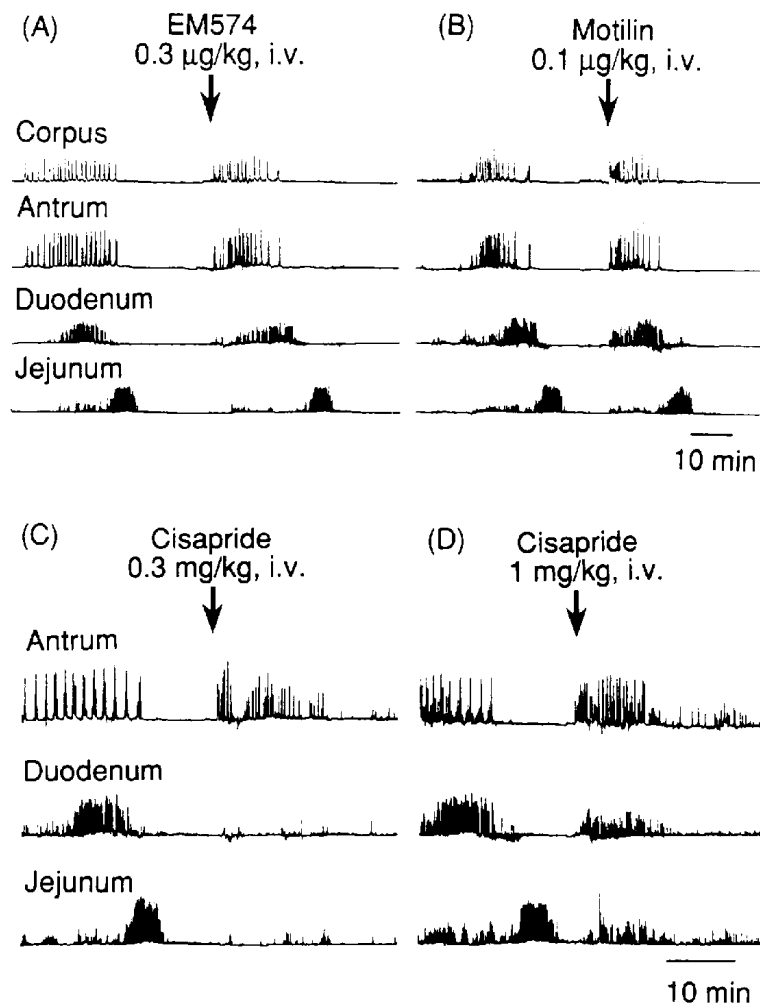 (A)
EM574
0.3 μg/kg, i.v.
(B)
Motilin
0.1 μg/kg, i.v.
Corpus
Antrum
Duodenum
Jejunum
10 min
(C)
Cisapride
0.3 mg/kg, i.v.
(D)
Cisapride
1 mg/kg, i.v.
Antrum
Duodenum
Jejunum
10 min